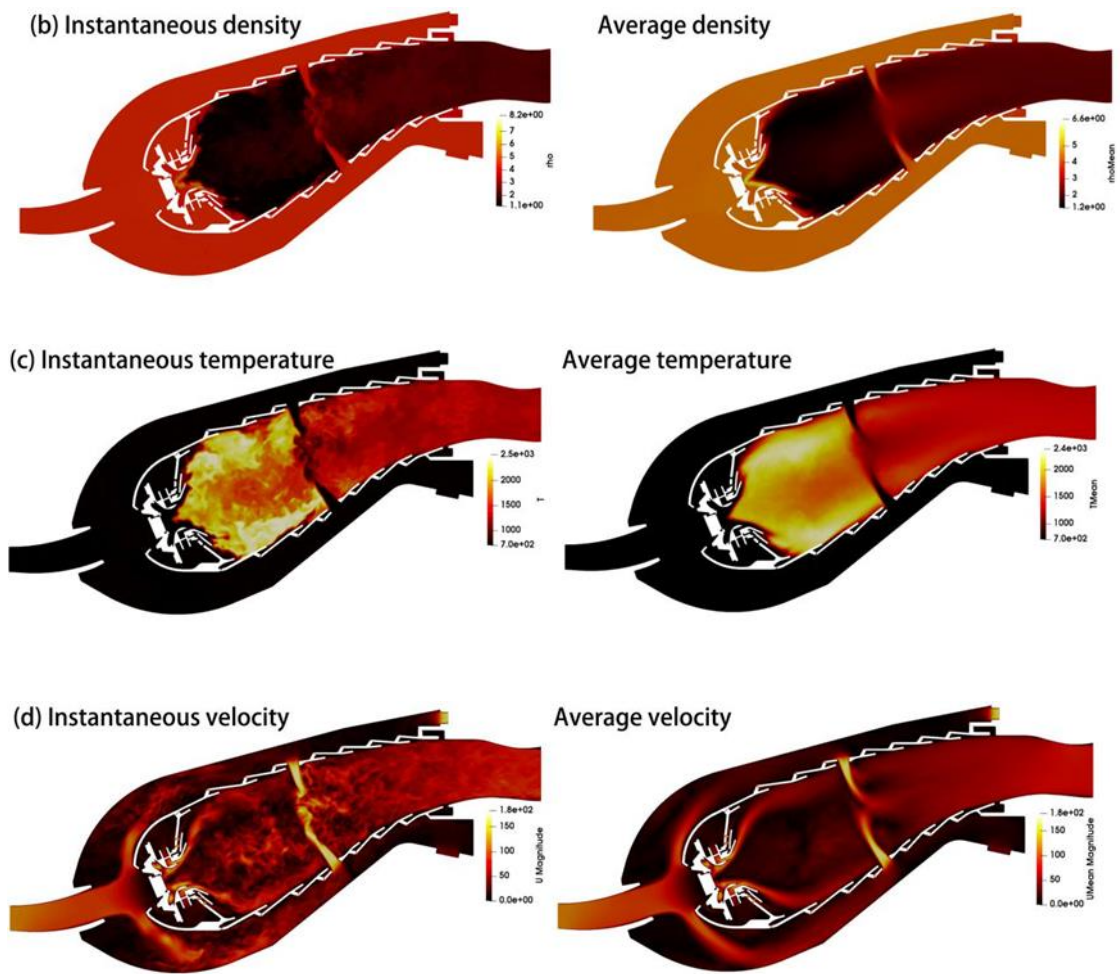 (b) Instantaneous density
Average density
8.2e+00
7
6
5
4
3
2
1.1e+00
rho
6.6e+00
5
4
3
2
1.2e+00
rhoMean
(c) Instantaneous temperature
Average temperature
2.5e+03
2000
1500
1000
7.0e+02
T
2.4e+03
2000
1500
1000
7.0e+02
TMean
(d) Instantaneous velocity
Average velocity
1.8e+02
150
100
50
0.0e+00
U Magnitude
1.8e+02
150
100
50
0.0e+00
UMean Magnitude